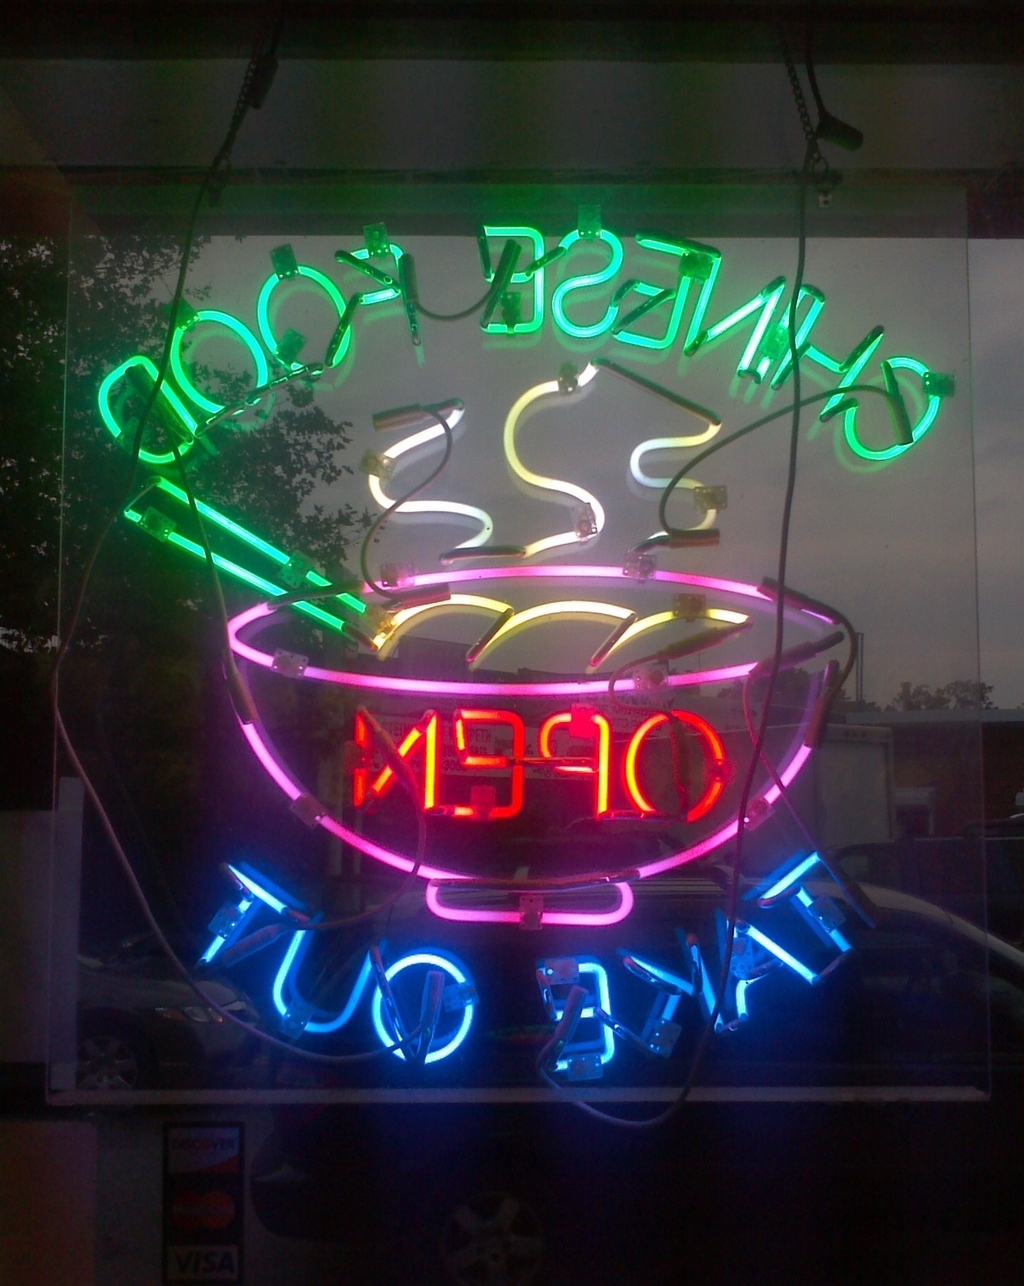 CHINESE FOOD
OPEN
TAKE OUT
DISCOVER
VISA